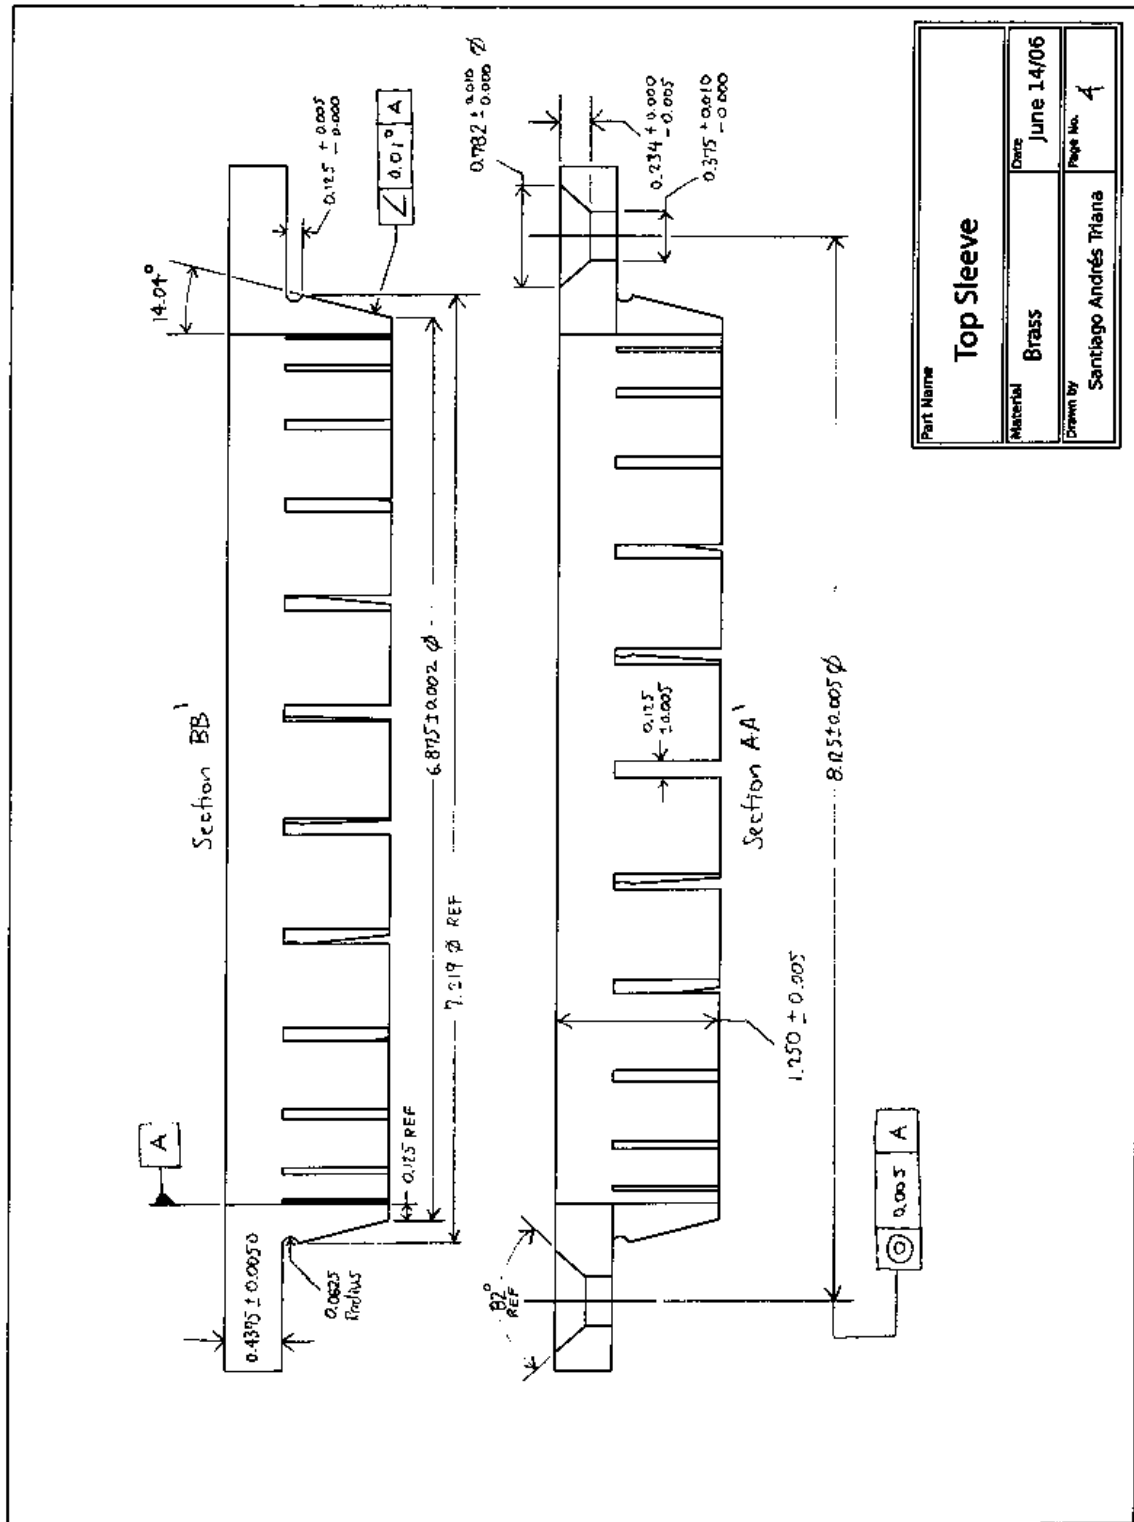 Section BB'
A
0.4375 ± 0.0050
0.0625
Radius
0.125 REF
6.875 ± 0.002 Ø
7.219 Ø REF
14.04°
0.125 + 0.005
- 0.000
∠ 0.01° A
Section AA'
82°
REF
1.250 ± 0.005
0.125
± 0.005
0.782 ± 0.010 Ø
0.000
0.234 + 0.000
- 0.005
0.375 + 0.010
- 0.000
8.125 ± 0.005 Ø
◎ 0.005 A
Part Name
Top Sleeve
Material
Brass
Date
June 14/06
Drawn by
Santiago Andrés Triana
Page No.
4